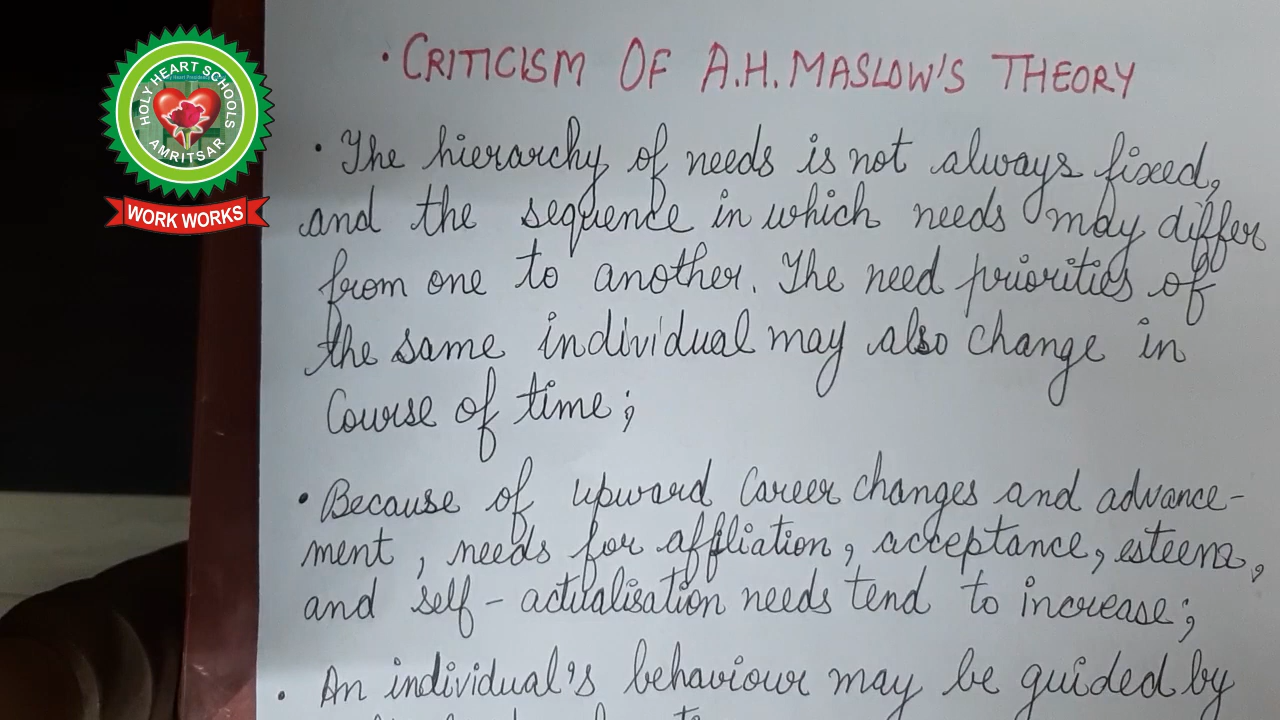 HOLY HEART SCHOOLS
AMRITSAR
WORK WORKS
• CRITICISM OF A.H. MASLOW'S THEORY
• The hierarchy of needs is not always fixed,
and the sequence in which needs may differ
from one to another. The need priorities of
the same individual may also change in
Course of time;
• Because of upward Career changes and advance-
ment, needs for affliation, acceptance, esteem,
and self-actualisation needs tend to increase;
• An individual's behaviour may be guided by